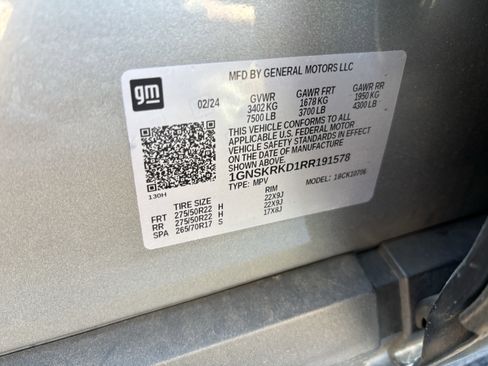 gm
MFD BY GENERAL MOTORS LLC
02/24 GVWR GAWR FRT GAWR RR
3402 KG 1678 KG 1950 KG
7500 LB 3700 LB 4300 LB
THIS VEHICLE CONFORMS TO ALL
APPLICABLE U.S. FEDERAL MOTOR
VEHICLE SAFETY STANDARDS IN EFFECT
ON THE DATE OF MANUFACTURE
SHOWN ABOVE.
1GNSKRKD1RR191578
TYPE: MPV MODEL: 1SCK10706
130H
TIRE SIZE RIM
FRT 275/50R22 H 22X9J
RR 275/50R22 H 22X9J
SPA 265/70R17 S 17X8J